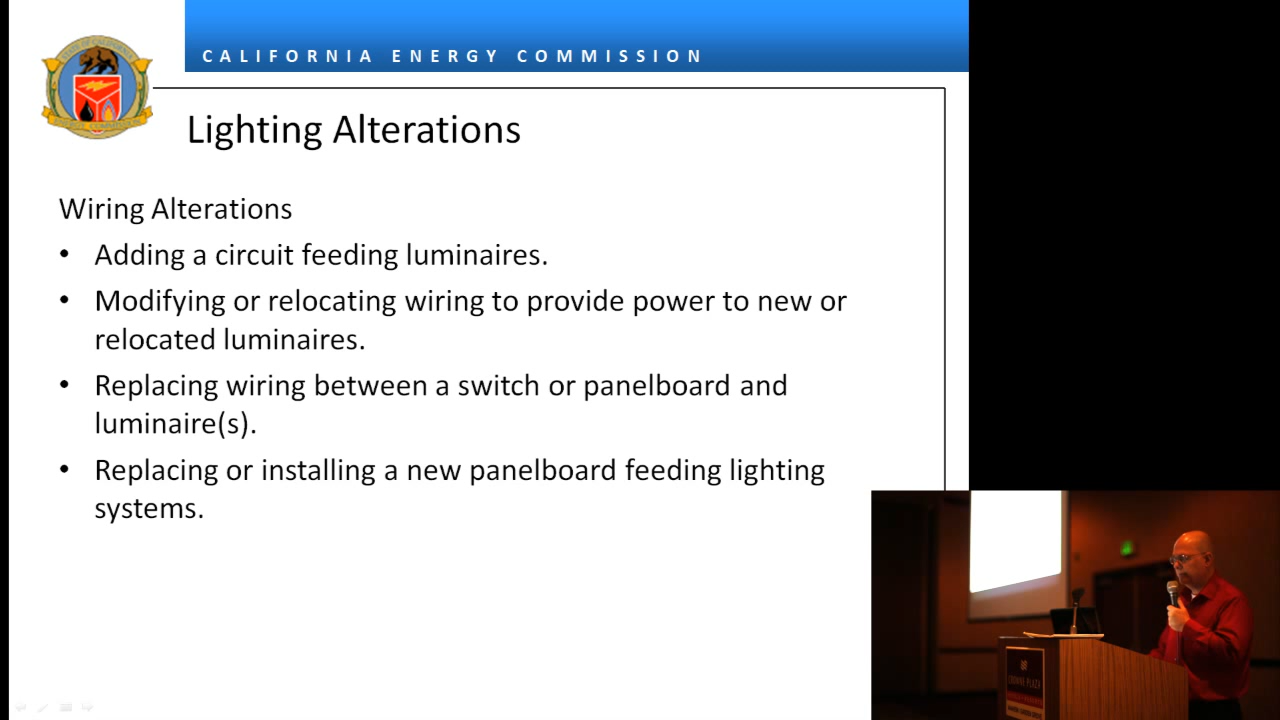 CALIFORNIA ENERGY COMMISSION
Lighting Alterations
Wiring Alterations
• Adding a circuit feeding luminaires.
• Modifying or relocating wiring to provide power to new or
relocated luminaires.
• Replacing wiring between a switch or panelboard and
luminaire(s).
• Replacing or installing a new panelboard feeding lighting
systems.
CROWNE PLAZA